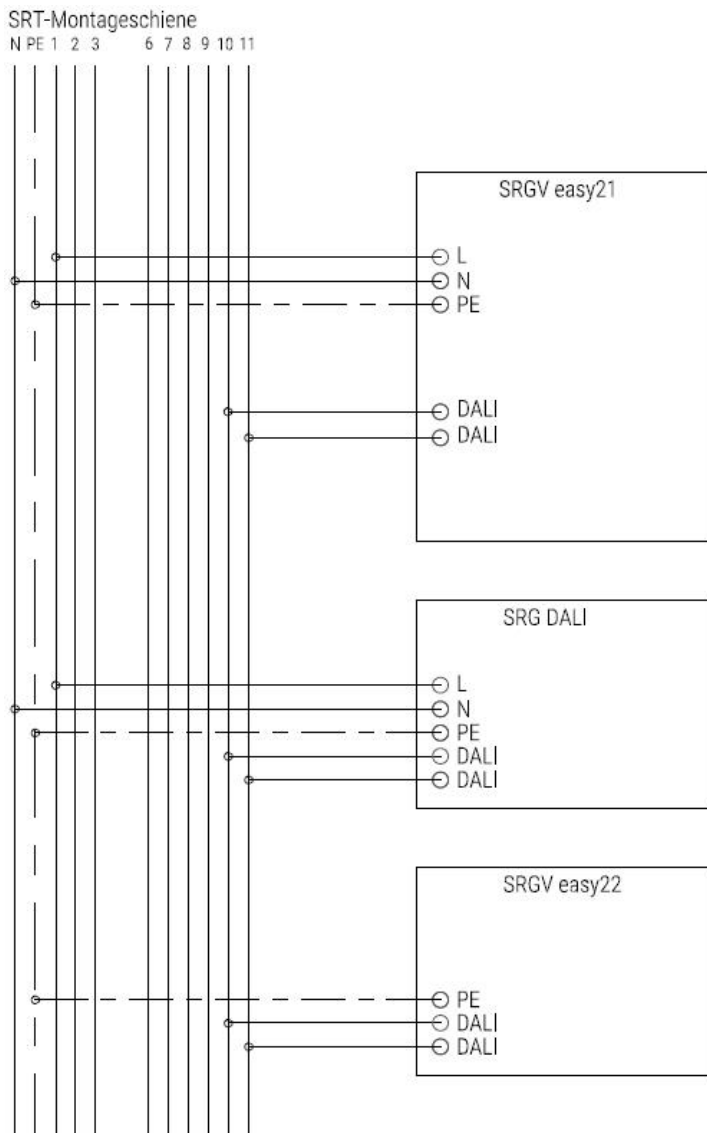 SRT-Montageschiene
N PE 1 2 3 6 7 8 9 10 11
SRGV easy21
L
N
PE
DALI
DALI
SRG DALI
L
N
PE
DALI
DALI
SRGV easy22
PE
DALI
DALI